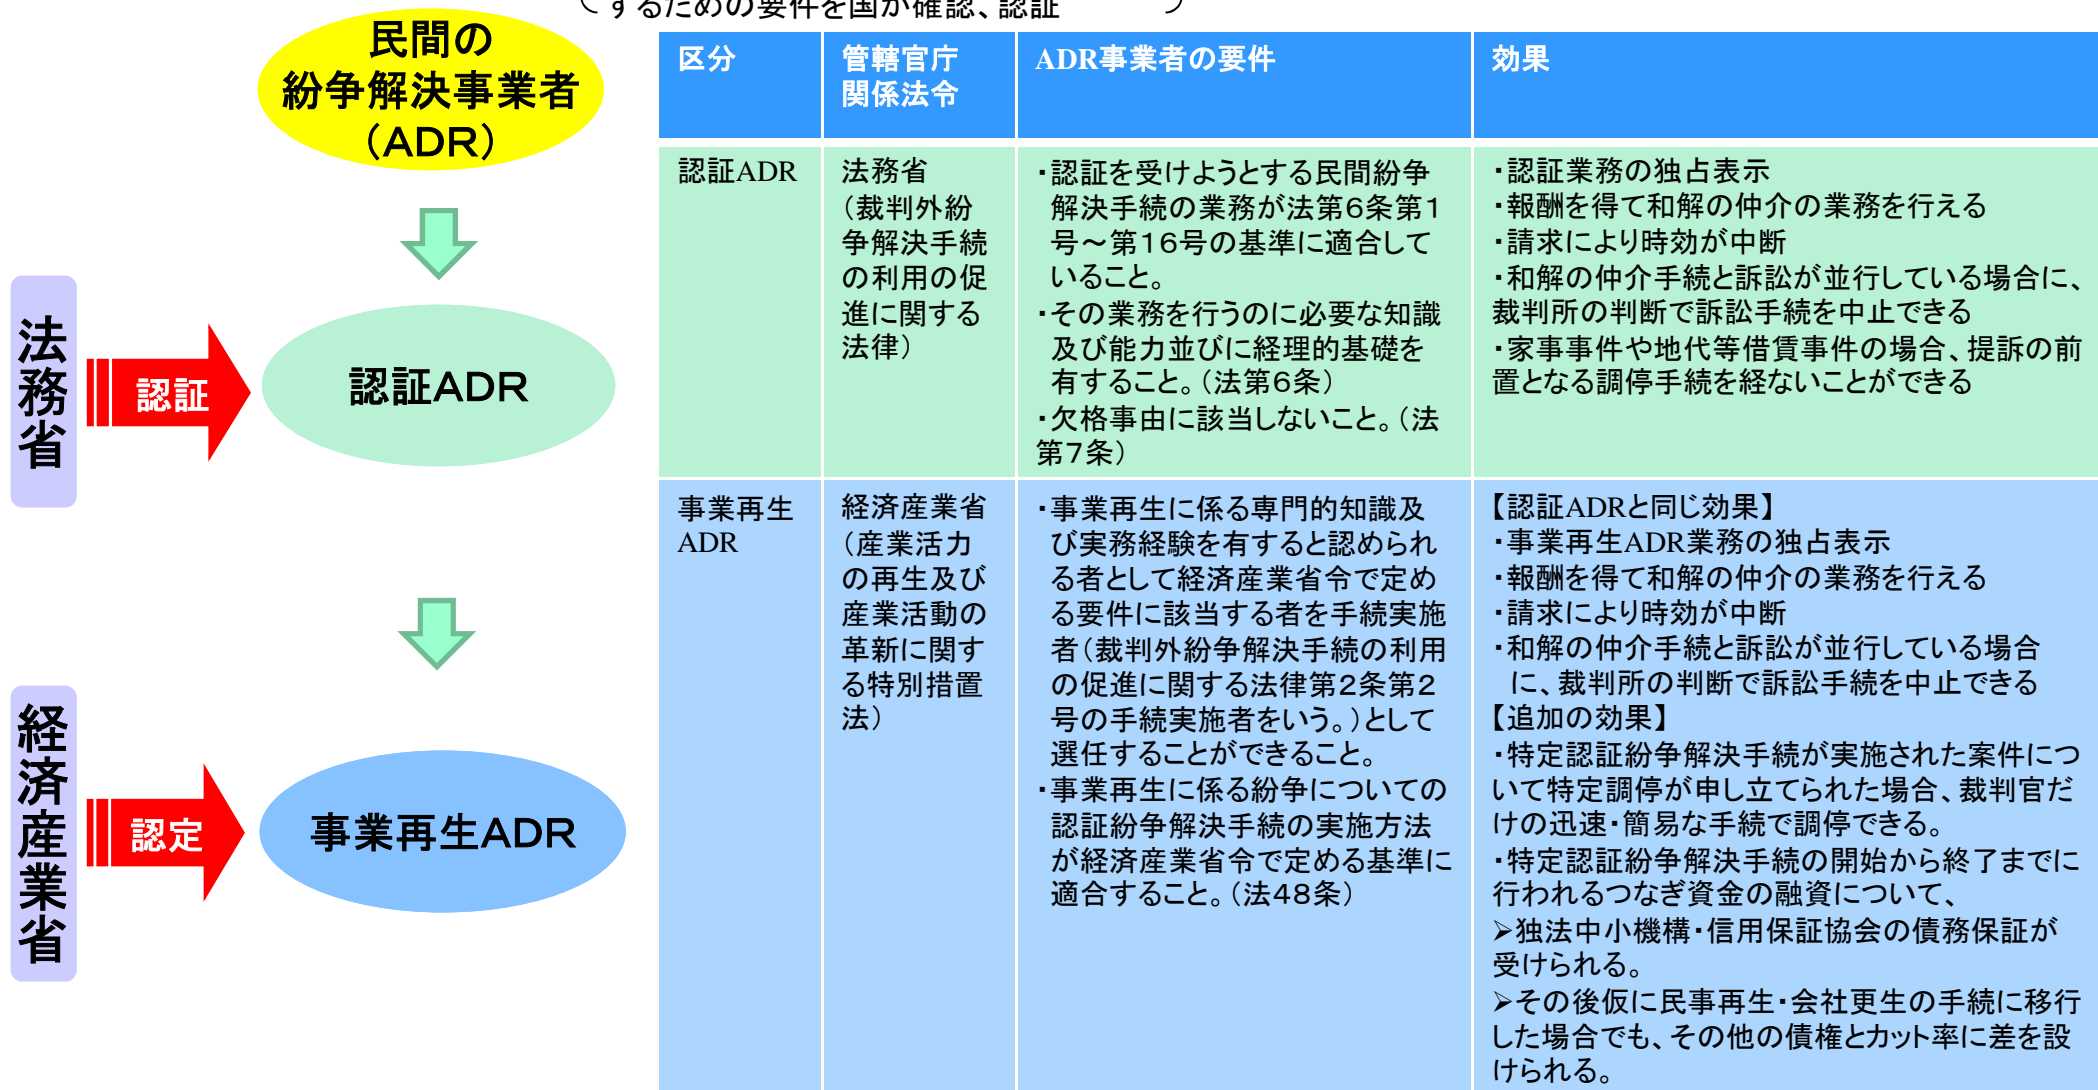 するための要件を国が確認、認証
民間の
紛争解決事業者
（ADR）
法務省
認証
認証ADR
経済産業省
認定
事業再生ADR
区分
管轄官庁
関係法令
ADR事業者の要件
効果
認証ADR
法務省
（裁判外紛
争解決手続
の利用の促
進に関する
法律）
・認証を受けようとする民間紛争
解決手続の業務が法第6条第1
号～第16号の基準に適合して
いること。
・その業務を行うのに必要な知識
及び能力並びに経理的基礎を
有すること。（法第6条）
・欠格事由に該当しないこと。（法
第7条）
・認証業務の独占表示
・報酬を得て和解の仲介の業務を行える
・請求により時効が中断
・和解の仲介手続と訴訟が並行している場合に、
裁判所の判断で訴訟手続を中止できる
・家事事件や地代等借賃事件の場合、提訴の前
置となる調停手続を経ないことができる
事業再生
ADR
経済産業省
（産業活力
の再生及び
産業活動の
革新に関す
る特別措置
法）
・事業再生に係る専門的知識及
び実務経験を有すると認められ
る者として経済産業省令で定め
る要件に該当する者を手続実施
者（裁判外紛争解決手続の利用
の促進に関する法律第2条第2
号の手続実施者をいう。）として
選任することができること。
・事業再生に係る紛争についての
認証紛争解決手続の実施方法
が経済産業省令で定める基準に
適合すること。（法48条）
【認証ADRと同じ効果】
・事業再生ADR業務の独占表示
・報酬を得て和解の仲介の業務を行える
・請求により時効が中断
・和解の仲介手続と訴訟が並行している場合
に、裁判所の判断で訴訟手続を中止できる
【追加の効果】
・特定認証紛争解決手続が実施された案件につ
いて特定調停が申し立てられた場合、裁判官だ
けの迅速・簡易な手続で調停できる。
・特定認証紛争解決手続の開始から終了までに
行われるつなぎ資金の融資について、
➢独法中小機構・信用保証協会の債務保証が
受けられる。
➢その後仮に民事再生・会社更生の手続に移行
した場合でも、その他の債権とカット率に差を設
けられる。